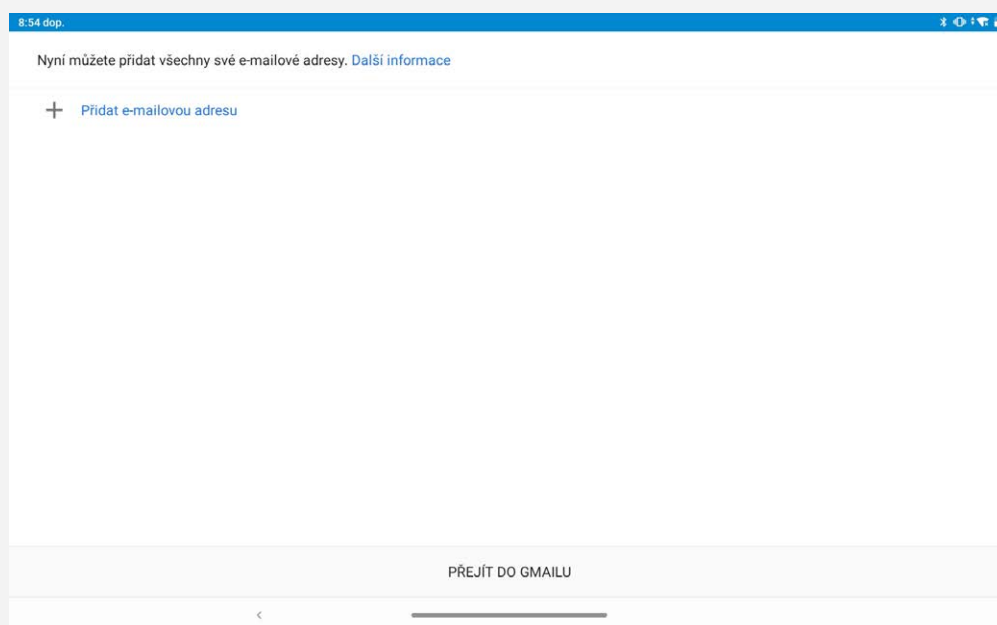 8:54 dop.
Nyní můžete přidat všechny své e-mailové adresy. Další informace
Přidat e-mailovou adresu
PŘEJÍT DO GMAILU